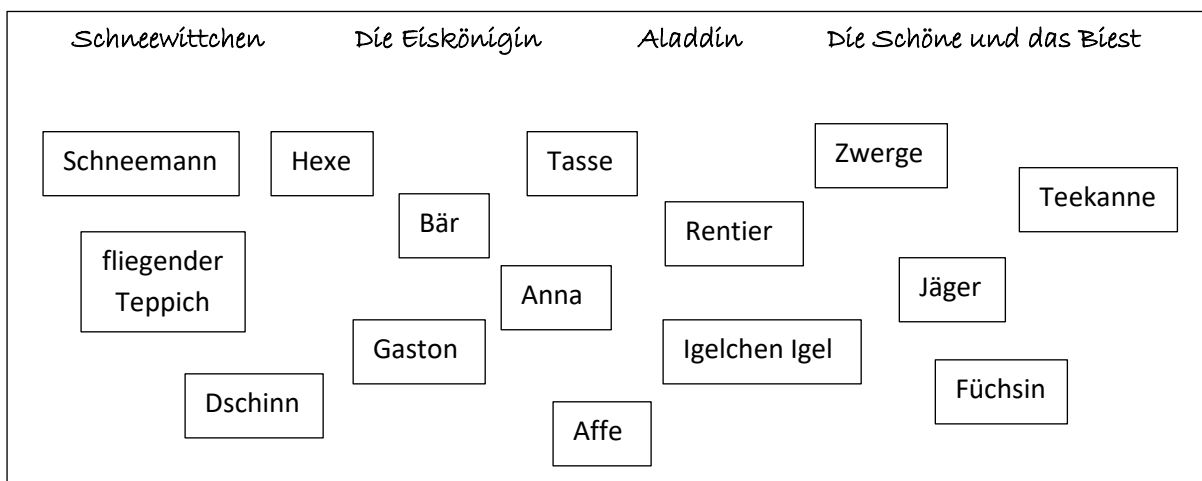 Schneewittchen Die Eiskönigin Aladdin Die Schöne und das Biest
Schneemann
Hexe
Tasse
Zwerge
Teekanne
Bär
Rentier
fliegender
Teppich
Anna
Jäger
Gaston
Igelchen Igel
Füchsin
Dschinn
Affe